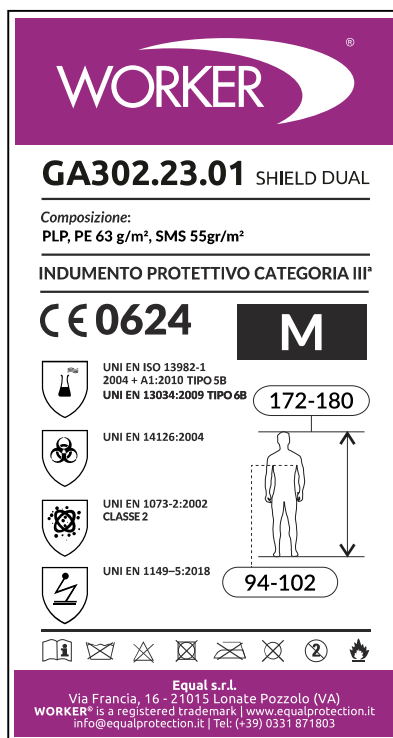 WORKER®
GA302.23.01 SHIELD DUAL
Composizione:
PLP, PE 63 g/m², SMS 55gr/m²
INDUMENTO PROTETTIVO CATEGORIA IIIª
CE 0624
M
UNI EN ISO 13982-1
2004 + A1:2010 TIPO 5B
UNI EN 13034:2009 TIPO 6B
172-180
UNI EN 14126:2004
UNI EN 1073-2:2002
CLASSE 2
UNI EN 1149–5:2018
94-102
i
2
Equal s.r.l.
Via Francia, 16 - 21015 Lonate Pozzolo (VA)
WORKER® is a registered trademark | www.equalprotection.it
info@equalprotection.it | Tel: (+39) 0331 871803